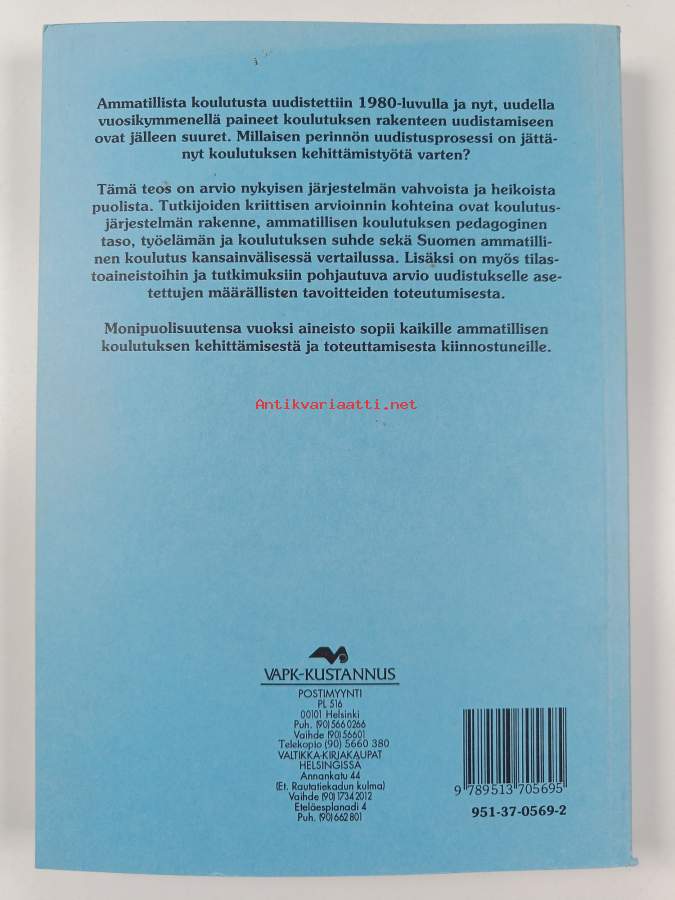 Ammatillista koulutusta uudistettiin 1980-luvulla ja nyt, uudella
vuosikymmenellä paineet koulutuksen rakenteen uudistamiseen
ovat jälleen suuret. Millaisen perinnön uudistusprosessi on jättä-
nyt koulutuksen kehittämistyötä varten?
Tämä teos on arvio nykyisen järjestelmän vahvoista ja heikoista
puolista. Tutkijoiden kriittisen arvioinnin kohteina ovat koulutus-
järjestelmän rakenne, ammatillisen koulutuksen pedagoginen
taso, työelämän ja koulutuksen suhde sekä Suomen ammatilli-
nen koulutus kansainvälisessä vertailussa. Lisäksi on myös tilas-
toaineistoihin ja tutkimuksiin pohjautuva arvio uudistukselle ase-
tettujen määrällisten tavoitteiden toteutumisesta.
Monipuolisuutensa vuoksi aineisto sopii kaikille ammatillisen
koulutuksen kehittämisestä ja toteuttamisesta kiinnostuneille.
Antikvariaatti.net
VAPK-KUSTANNUS
POSTIMYYNTI
PL 516
00101 Helsinki
Puh. (90)566 0266
Vaihde (90)56601
Telekopio (90) 5660 380
VALTIKKA-KIRJAKAUPAT
HELSINGISSÄ
Annankatu 44
(Et. Rautatiekadun kulma)
Vaihde (90)1734 2012
Eteläesplanadi 4
Puh. (90)662 801
9 789513 705695
951-37-0569-2